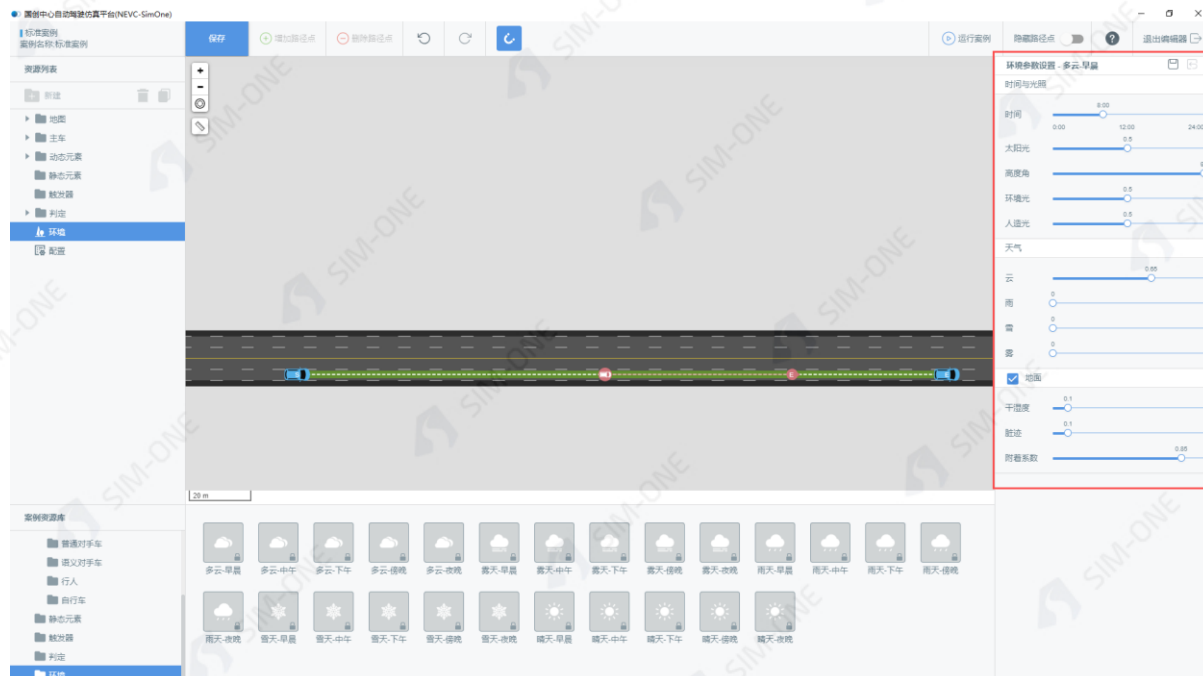 国创中心自动驾驶仿真平台(NEVC-SimOne)
标准案例
案例名称:标准案例
保存
增加路径点
删除路径点
运行案例
隐藏路径点
退出编辑器
资源列表
新建
地图
主车
动态元素
静态元素
触发器
判定
环境
配置
20 m
环境参数设置 - 多云-早晨
时间与光照
8:00
时间
0:00 12:00 24:00
0.5
太阳光
高度角
0.5
环境光
0.5
人造光
天气
0.66
云
0
雨
0
雪
0
雾
地面
0.1
干湿度
0.1
脏迹
附着系数
案例资源库
普通对手车
语义对手车
行人
自行车
静态元素
触发器
判定
环境
多云-早晨 多云-中午 多云-下午 多云-傍晚 多云-夜晚 雾天-早晨 雾天-中午 雾天-下午 雾天-傍晚 雾天-夜晚 雨天-早晨 雨天-中午 雨天-下午 雨天-傍晚
雨天-夜晚 雪天-早晨 雪天-中午 雪天-下午 雪天-傍晚 雪天-夜晚 晴天-早晨 晴天-中午 晴天-下午 晴天-傍晚 晴天-夜晚
SIM-ONE